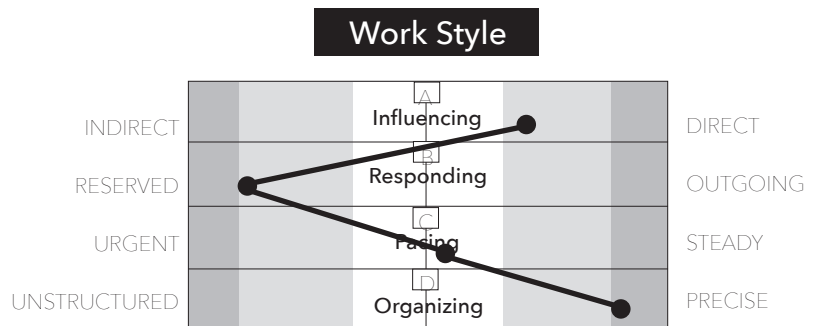 Work Style
A
INDIRECT Influencing DIRECT
B
RESERVED Responding OUTGOING
C
URGENT Pacing STEADY
D
UNSTRUCTURED Organizing PRECISE